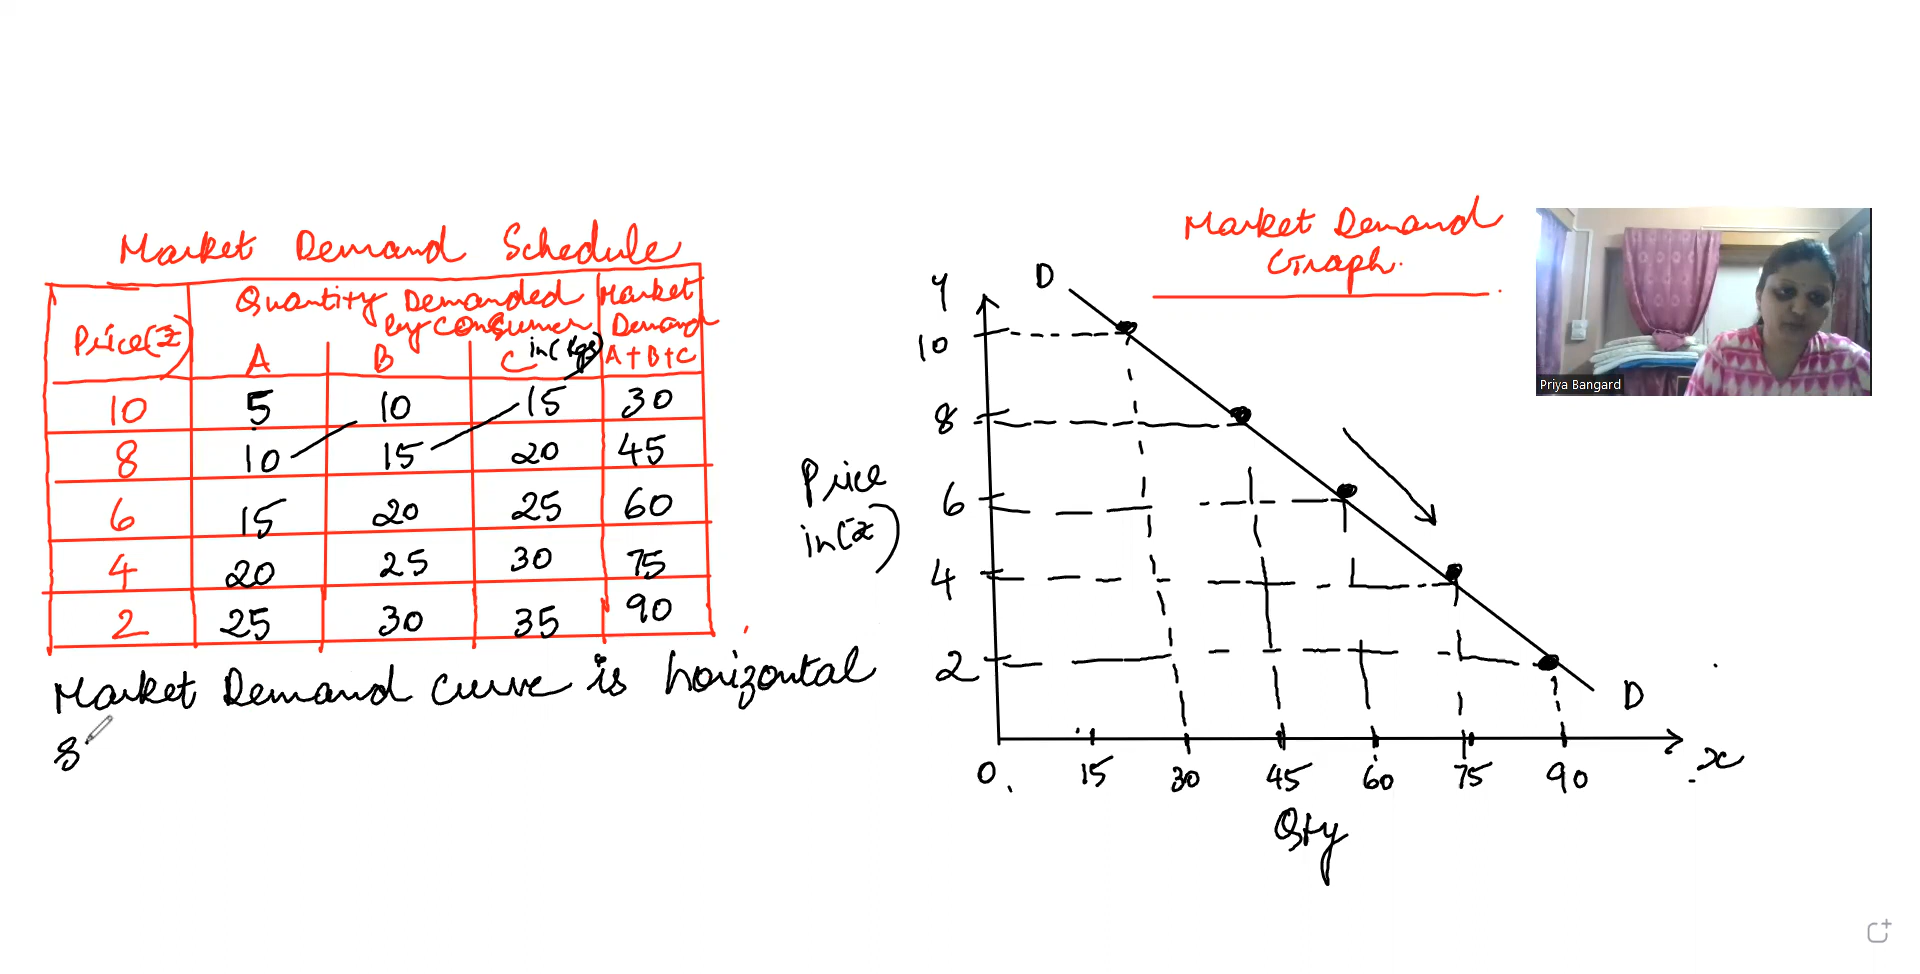 Market Demand Schedule
Price(₹) Quantity Demanded by consumer in(kgs) Market Demand
A B C A+B+C
10 5 10 15 30
8 10 15 20 45
6 15 20 25 60
4 20 25 30 75
2 25 30 35 90
Market Demand curve is horizontal
Market Demand
Graph.
Y
D
10
8
6
4
2
Price
in(₹)
D
0 15 30 45 60 75 90 x
Qty
Priya Bangard